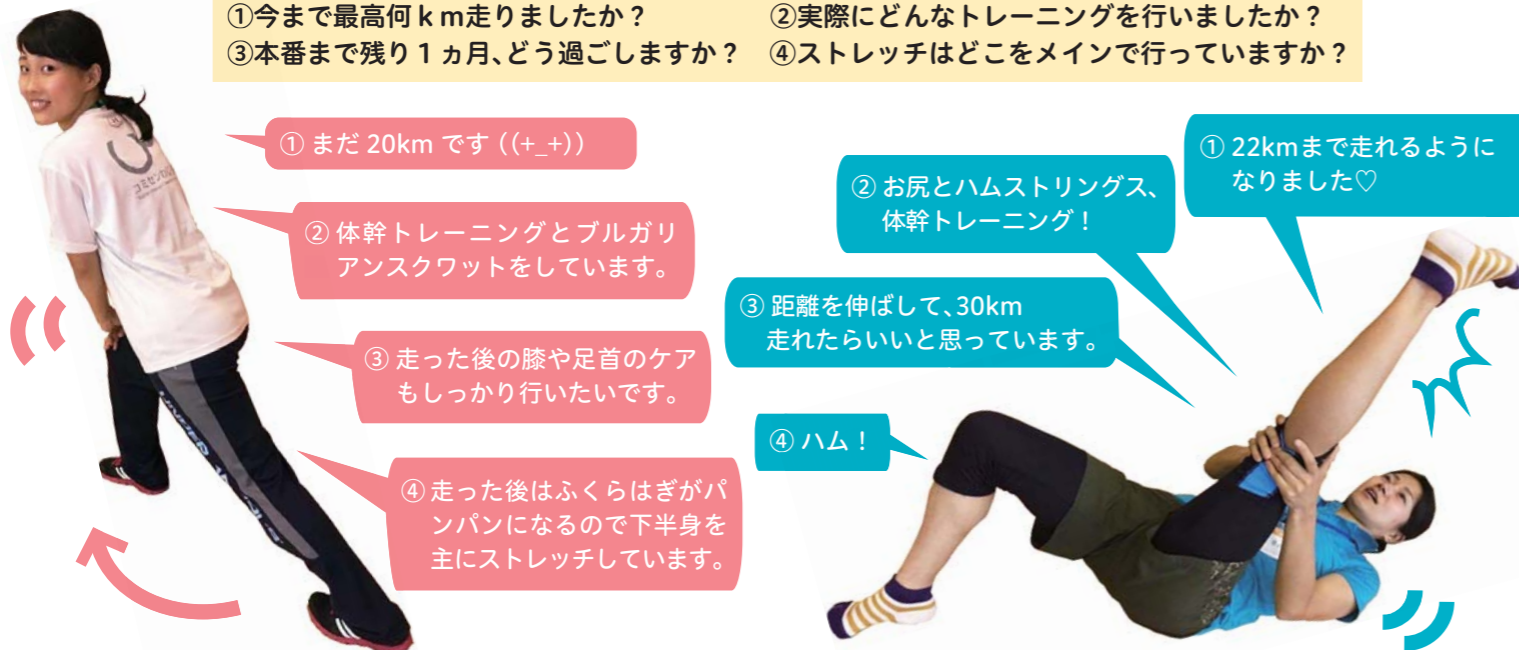 ①今まで最高何ｋｍ走りましたか？　②実際にどんなトレーニングを行いましたか？
③本番まで残り１ヵ月、どう過ごしますか？　④ストレッチはどこをメインで行っていますか？
① まだ 20km です（(+_+)）
② 体幹トレーニングとブルガリ
アンスクワットをしています。
③ 走った後の膝や足首のケア
もしっかり行いたいです。
④ 走った後はふくらはぎがパ
ンパンになるので下半身を
主にストレッチしています。
① 22kmまで走れるように
なりました♡
② お尻とハムストリングス、
体幹トレーニング！
③ 距離を伸ばして、30km
走れたらいいと思っています。
④ ハム！